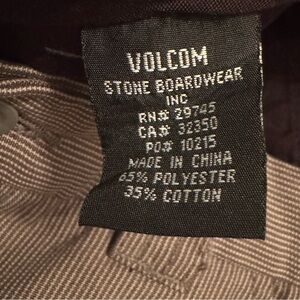 VOLCOM
STONE BOARDWEAR
INC
RN# 29745
CA# 32350
PO# 10215
MADE IN CHINA
65% POLYESTER
35% COTTON